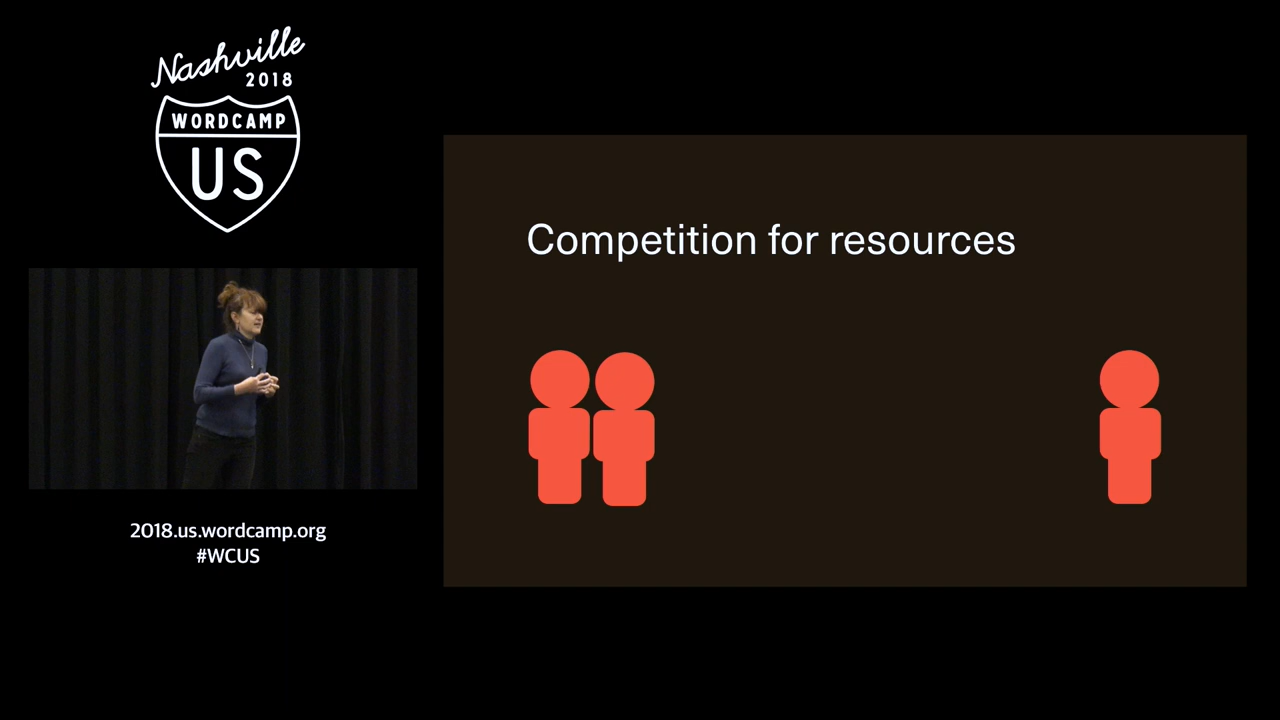 Nashville
2018
WORDCAMP
US
Competition for resources
2018.us.wordcamp.org
#WCUS